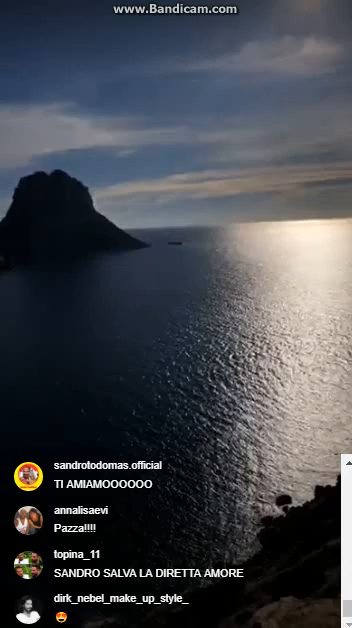 www.Bandicam.com
sandrotodomas.official
TI AMIAMOOOOOO
annalisaevi
Pazza!!!!
topina_11
SANDRO SALVA LA DIRETTA AMORE
dirk_nebel_make_up_style_
😍